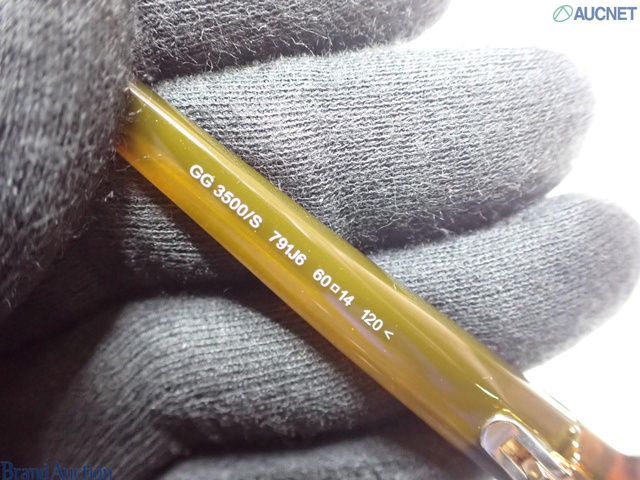 AUCNET
GG 3500/S 791J6 60□14 120 <
Brand Auction